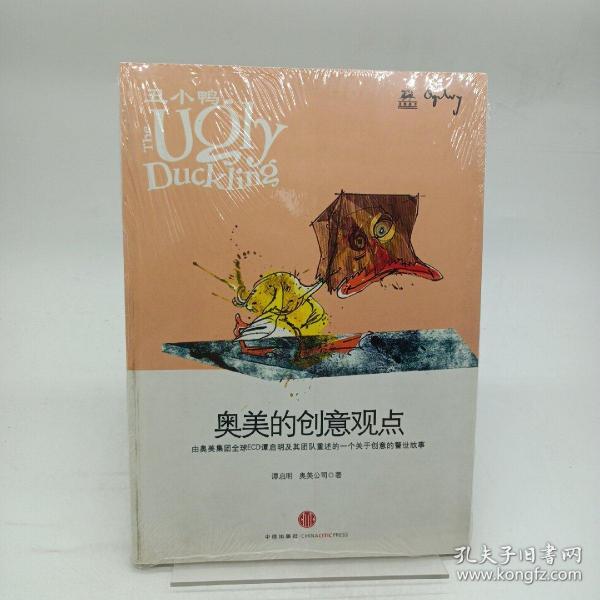 丑小鸭
The
Ugly
Duckling
Ogilvy
奥美的创意观点
由奥美集团全球ECD谭启明及其团队重述的一个关于创意的警世故事
谭启明 奥美公司◎著
中信出版社·CHINACITICPRESS
孔夫子旧书网
www.kongfz.com